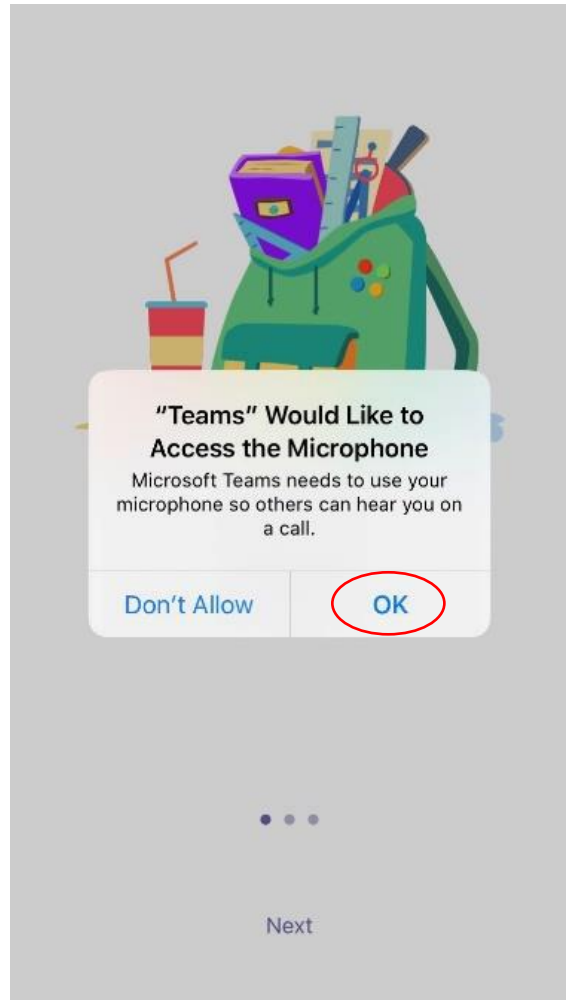 "Teams" Would Like to
Access the Microphone
Microsoft Teams needs to use your
microphone so others can hear you on
a call.
Don't Allow
OK
Next